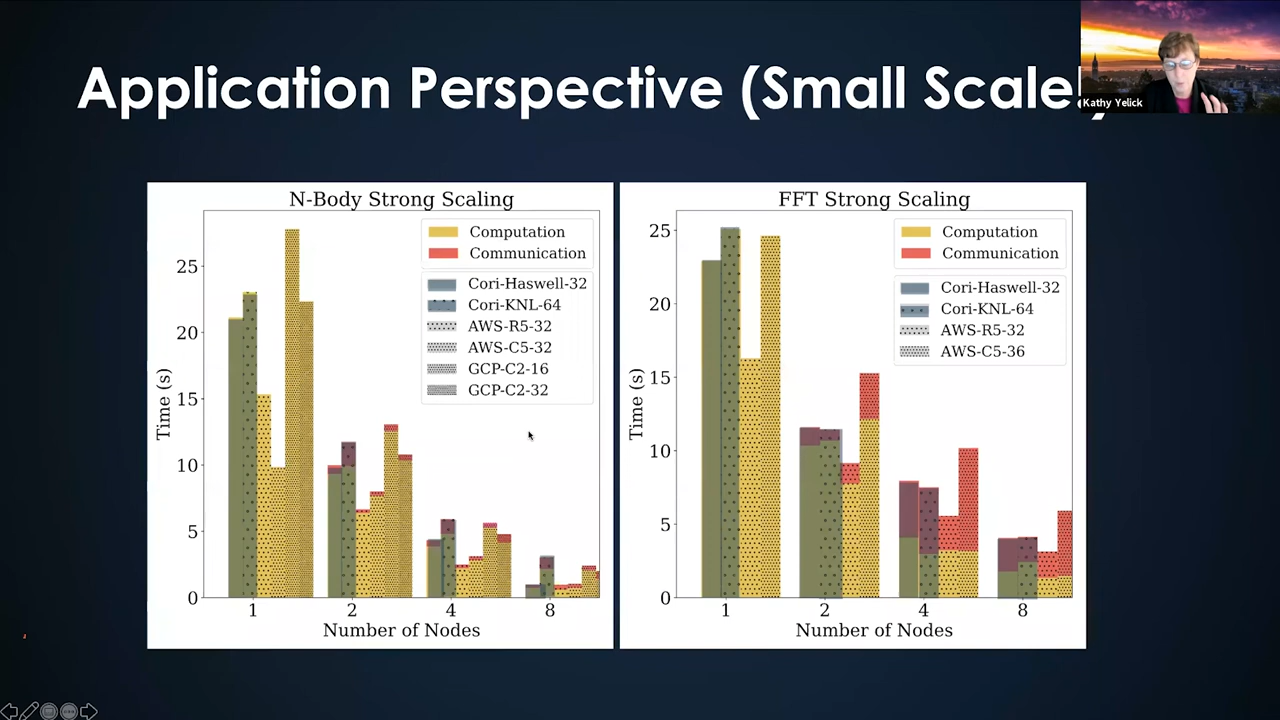 Application Perspective (Small Scale)
Kathy Yelick
N-Body Strong Scaling
Computation
Communication
Cori-Haswell-32
Cori-KNL-64
AWS-R5-32
AWS-C5-32
GCP-C2-16
GCP-C2-32
Time (s)
25
20
15
10
5
0
1 2 4 8
Number of Nodes
FFT Strong Scaling
Computation
Communication
Cori-Haswell-32
Cori-KNL-64
AWS-R5-32
AWS-C5-36
Time (s)
25
20
15
10
5
0
1 2 4 8
Number of Nodes